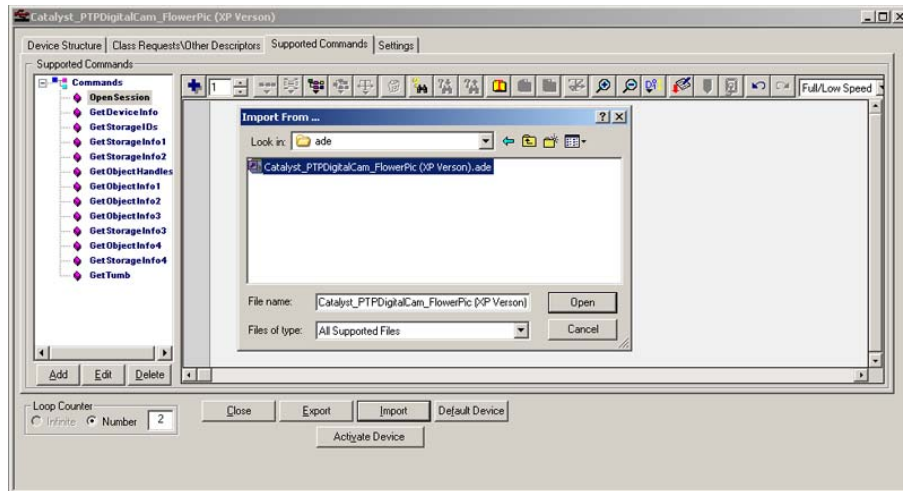 Catalyst_PTPDigitalCam_FlowerPic (XP Verson)
Device Structure Class Requests\Other Descriptors Supported Commands Settings
Supported Commands
Commands
OpenSession
GetDeviceInfo
GetStorageIDs
GetStorageInfo1
GetStorageInfo2
GetObjectHandles
GetObjectInfo1
GetObjectInfo2
GetObjectInfo3
GetStorageInfo3
GetObjectInfo4
GetStorageInfo4
GetTumb
1
Full/Low Speed
Import From ...
Look in: ade
Catalyst_PTPDigitalCam_FlowerPic (XP Verson).ade
File name: Catalyst_PTPDigitalCam_FlowerPic (XP Verson) Open
Files of type: All Supported Files Cancel
Add Edit Delete
Loop Counter
Infinite Number 2
Close Export Import Default Device
Activate Device